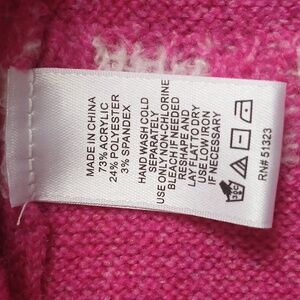 MADE IN CHINA
73% ACRYLIC
24% POLYESTER
3% SPANDEX
HAND WASH COLD
SEPARATELY
USE ONLY NON-CHLORINE
BLEACH IF NEEDED
RESHAPE AND
LAY FLAT TO DRY
USE LOW IRON
IF NECESSARY
RN# 51323